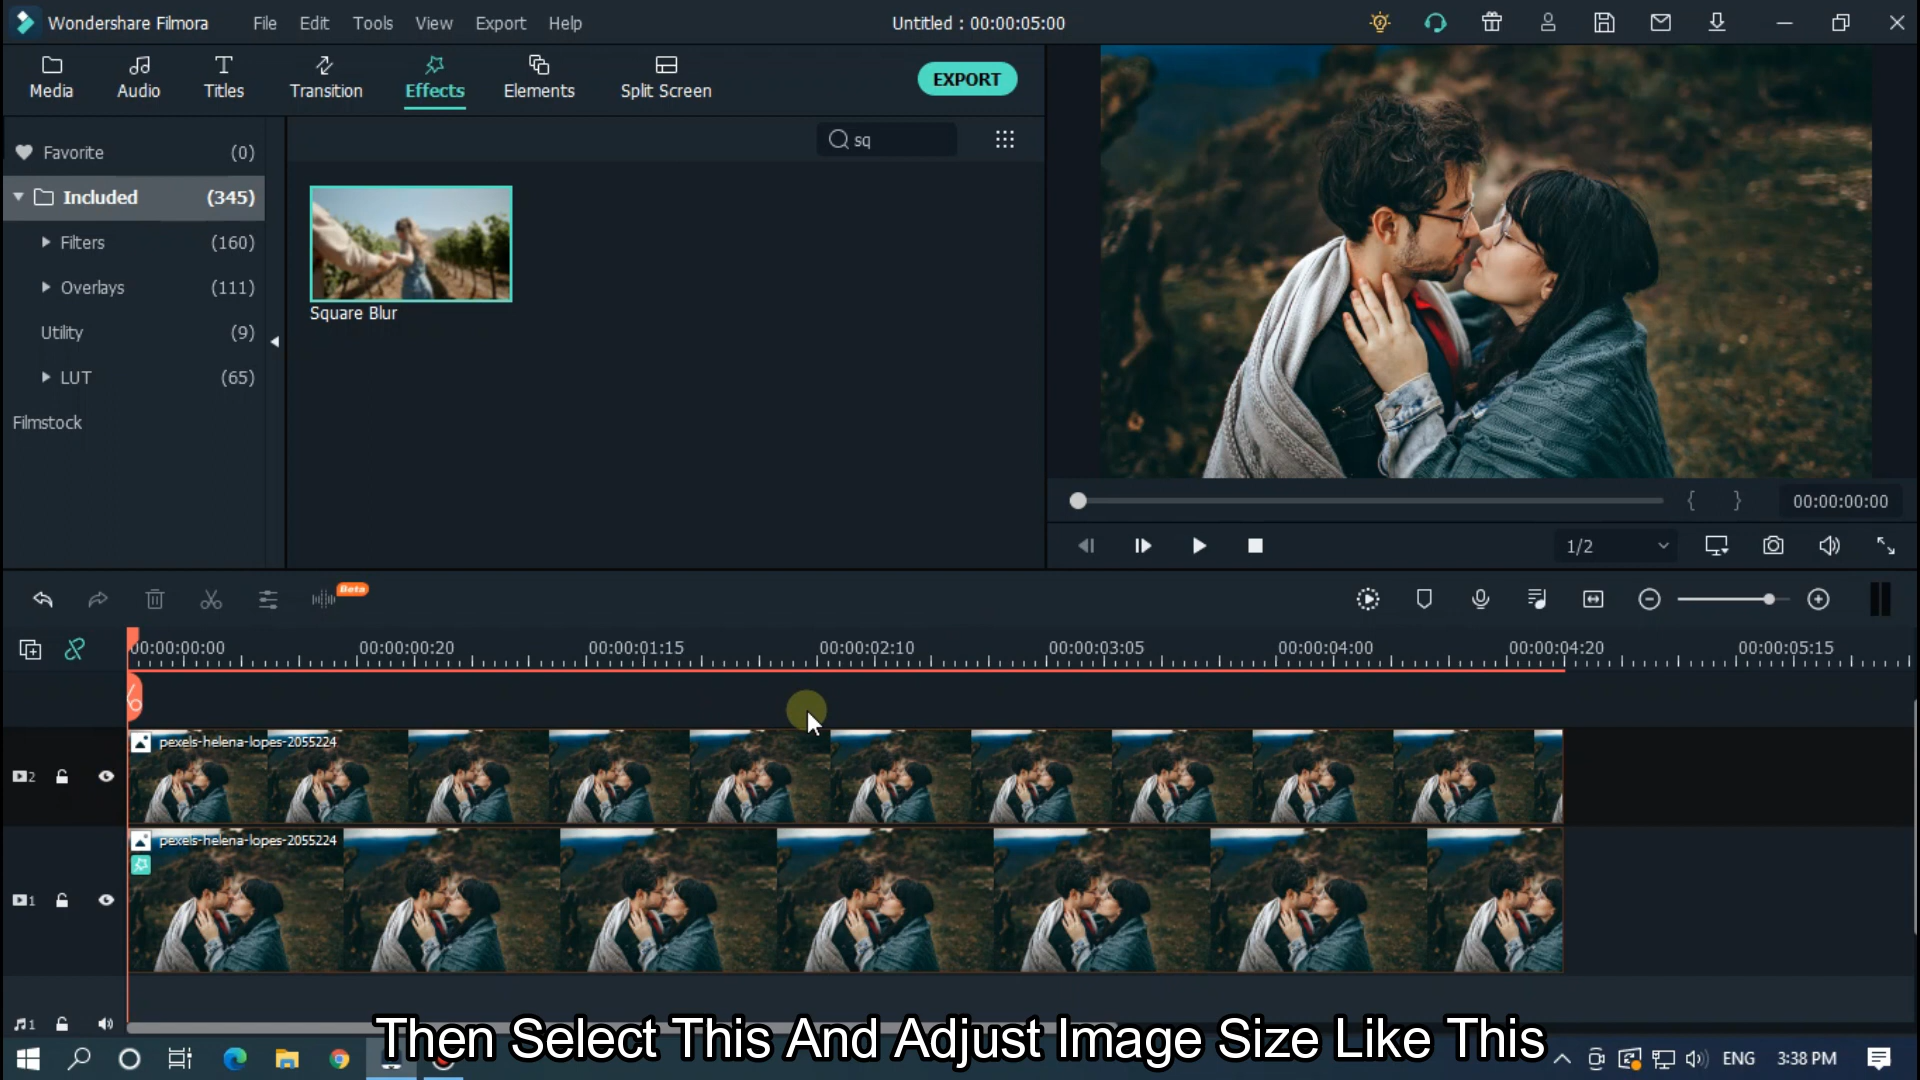 Wondershare Filmora File Edit Tools View Export Help Untitled : 00:00:05:00
Media Audio Titles Transition Effects Elements Split Screen EXPORT
Favorite (0)
sq
Included (345)
Filters (160)
Overlays (111)
Square Blur
Utility (9)
LUT (65)
Filmstock
{ } 00:00:00:00
1/2
Beta
00:00:00:00 00:00:00:20 00:00:01:15 00:00:02:10 00:00:03:05 00:00:04:00 00:00:04:20 00:00:05:15
pexels-helena-lopes-2055224
2
pexels-helena-lopes-2055224
1
1
Then Select This And Adjust Image Size Like This
ENG 3:38 PM